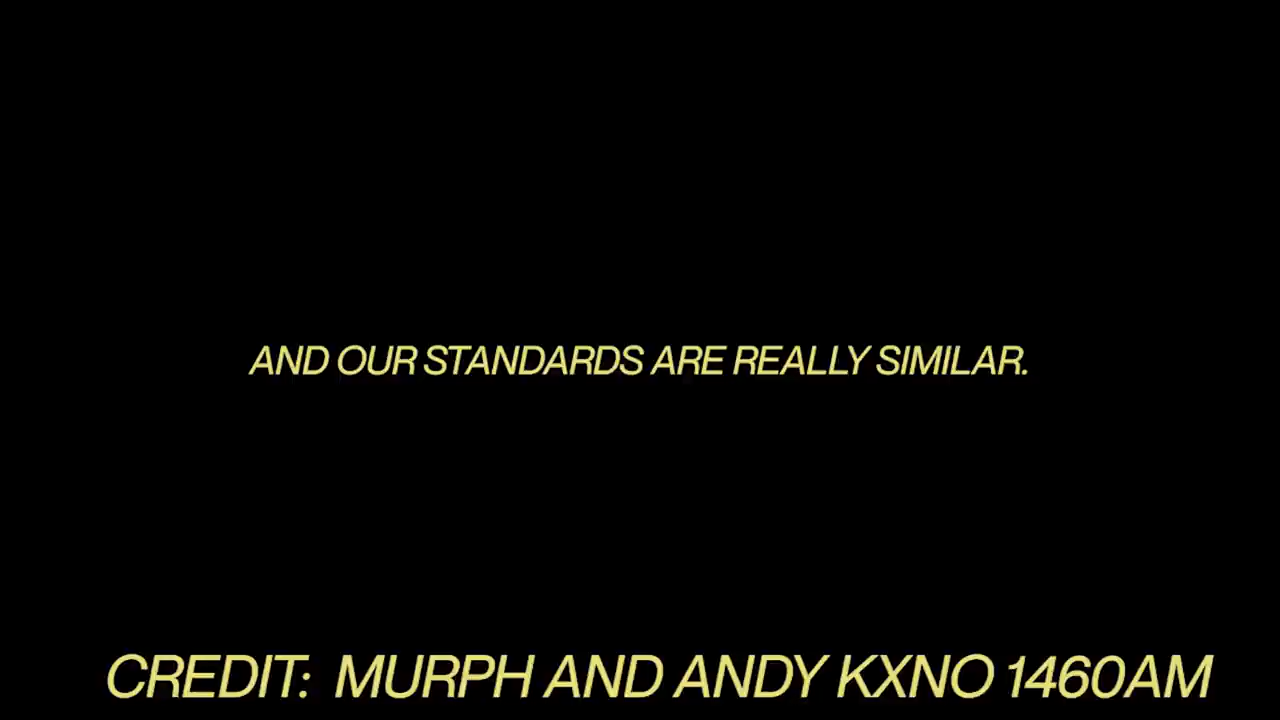 AND OUR STANDARDS ARE REALLY SIMILAR.
CREDIT: MURPH AND ANDY KXNO 1460AM